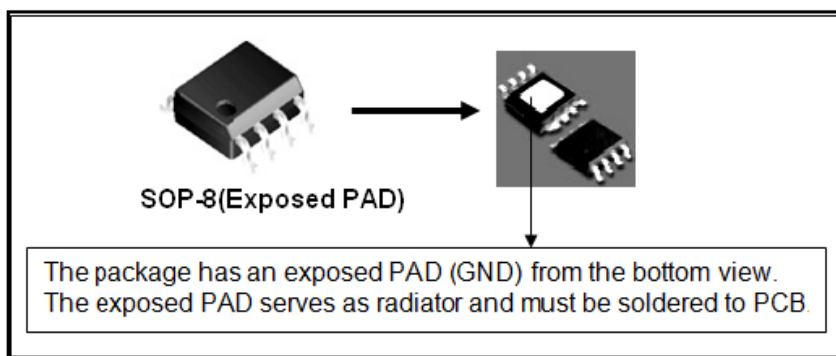 SOP-8(Exposed PAD)
The package has an exposed PAD (GND) from the bottom view.
The exposed PAD serves as radiator and must be soldered to PCB.